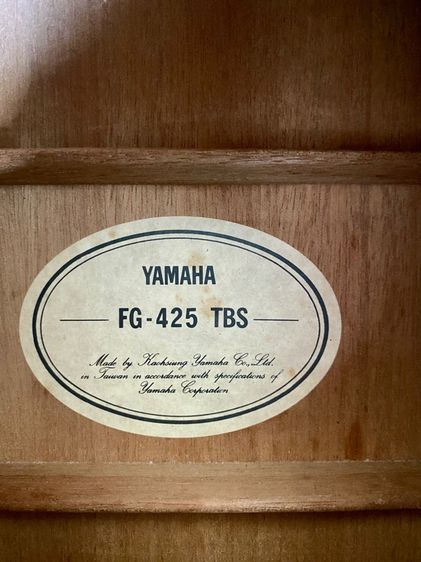 YAMAHA
FG-425 TBS
Made by Kaohsiung Yamaha Co., Ltd.
in Taiwan in accordance with specifications of
Yamaha Corporation